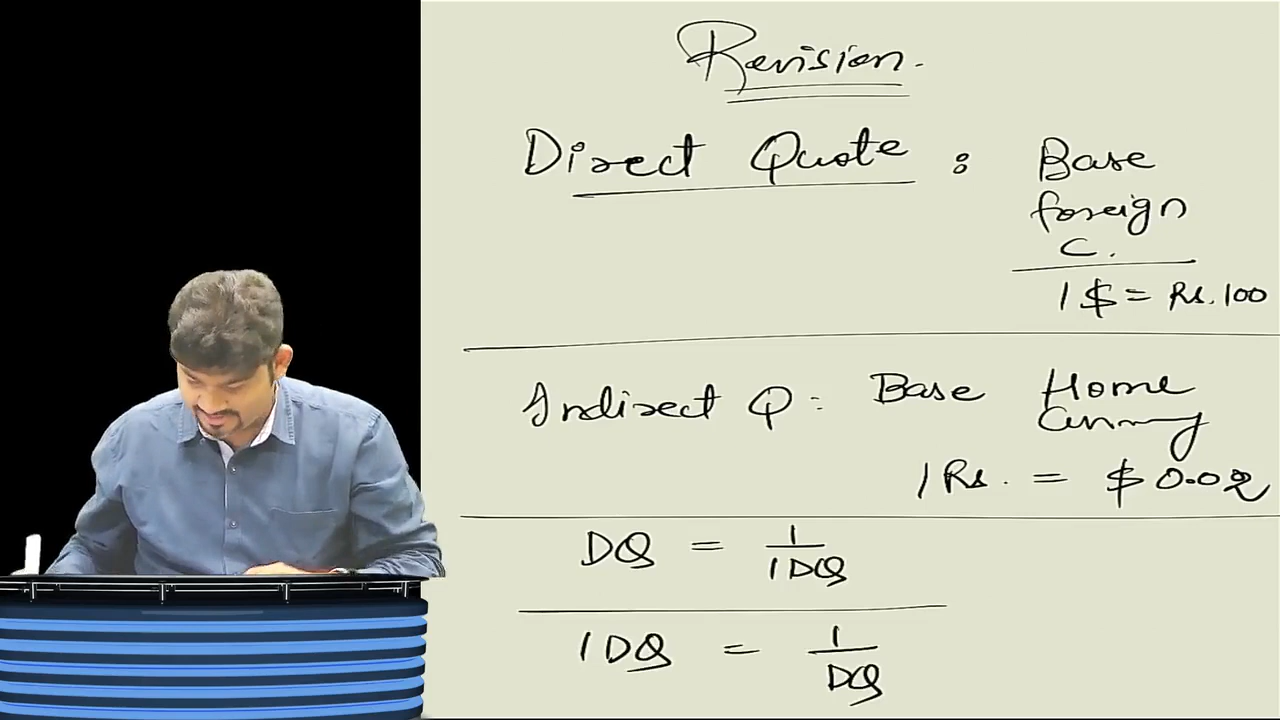 Revision.
Direct Quote : Base
foreign
C.
1 $ = Rs. 100
Indirect Q : Base Home
Currency
1 Rs. = $ 0.02
DQ = 1/IDQ
IDQ = 1/DQ